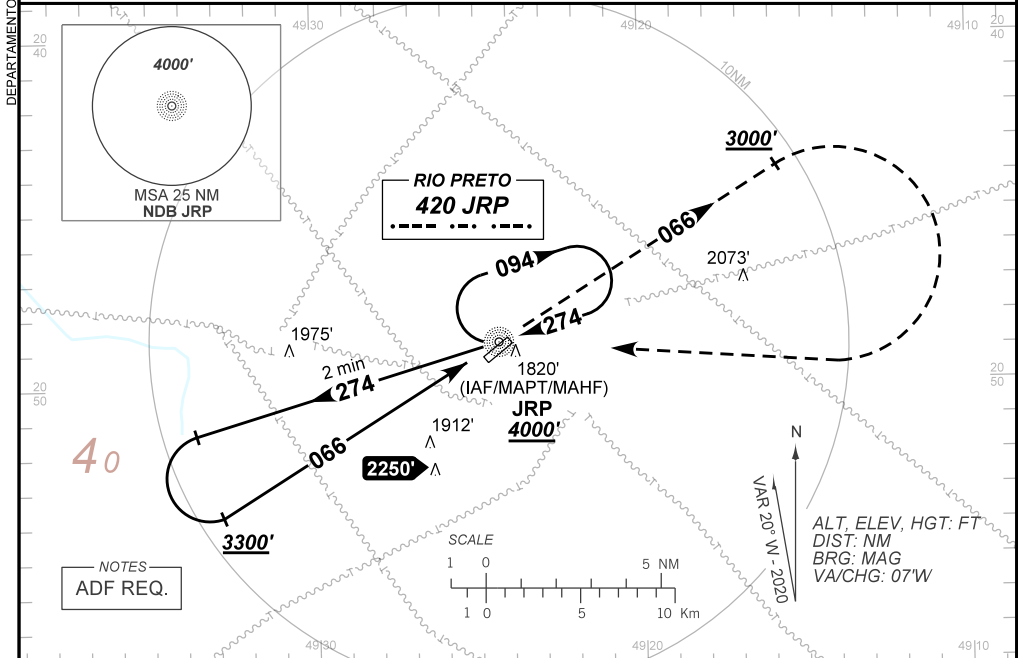 DEPARTAMENTO
49 30
49 20
49 10
20 40
20 40
4000'
MSA 25 NM
NDB JRP
10NM
3000'
RIO PRETO
420 JRP
066
094
2073'
274
1975'
2 min
274
1820'
(IAF/MAPT/MAHF)
JRP
4000'
20 50
20 50
1912'
066
2250'
40
3300'
N
VAR 20° W - 2020
ALT, ELEV, HGT: FT
DIST: NM
BRG: MAG
VA/CHG: 07'W
NOTES
ADF REQ.
SCALE
1 0 5 NM
1 0 5 10 Km
49 30
49 20
49 10